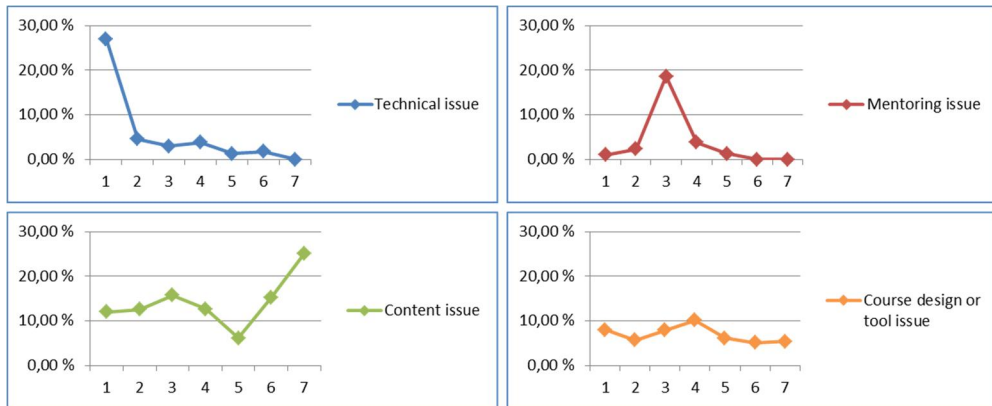 30,00 %
20,00 %
10,00 %
0,00 %
1 2 3 4 5 6 7
Technical issue
30,00 %
20,00 %
10,00 %
0,00 %
1 2 3 4 5 6 7
Mentoring issue
30,00 %
20,00 %
10,00 %
0,00 %
1 2 3 4 5 6 7
Content issue
30,00 %
20,00 %
10,00 %
0,00 %
1 2 3 4 5 6 7
Course design or
tool issue